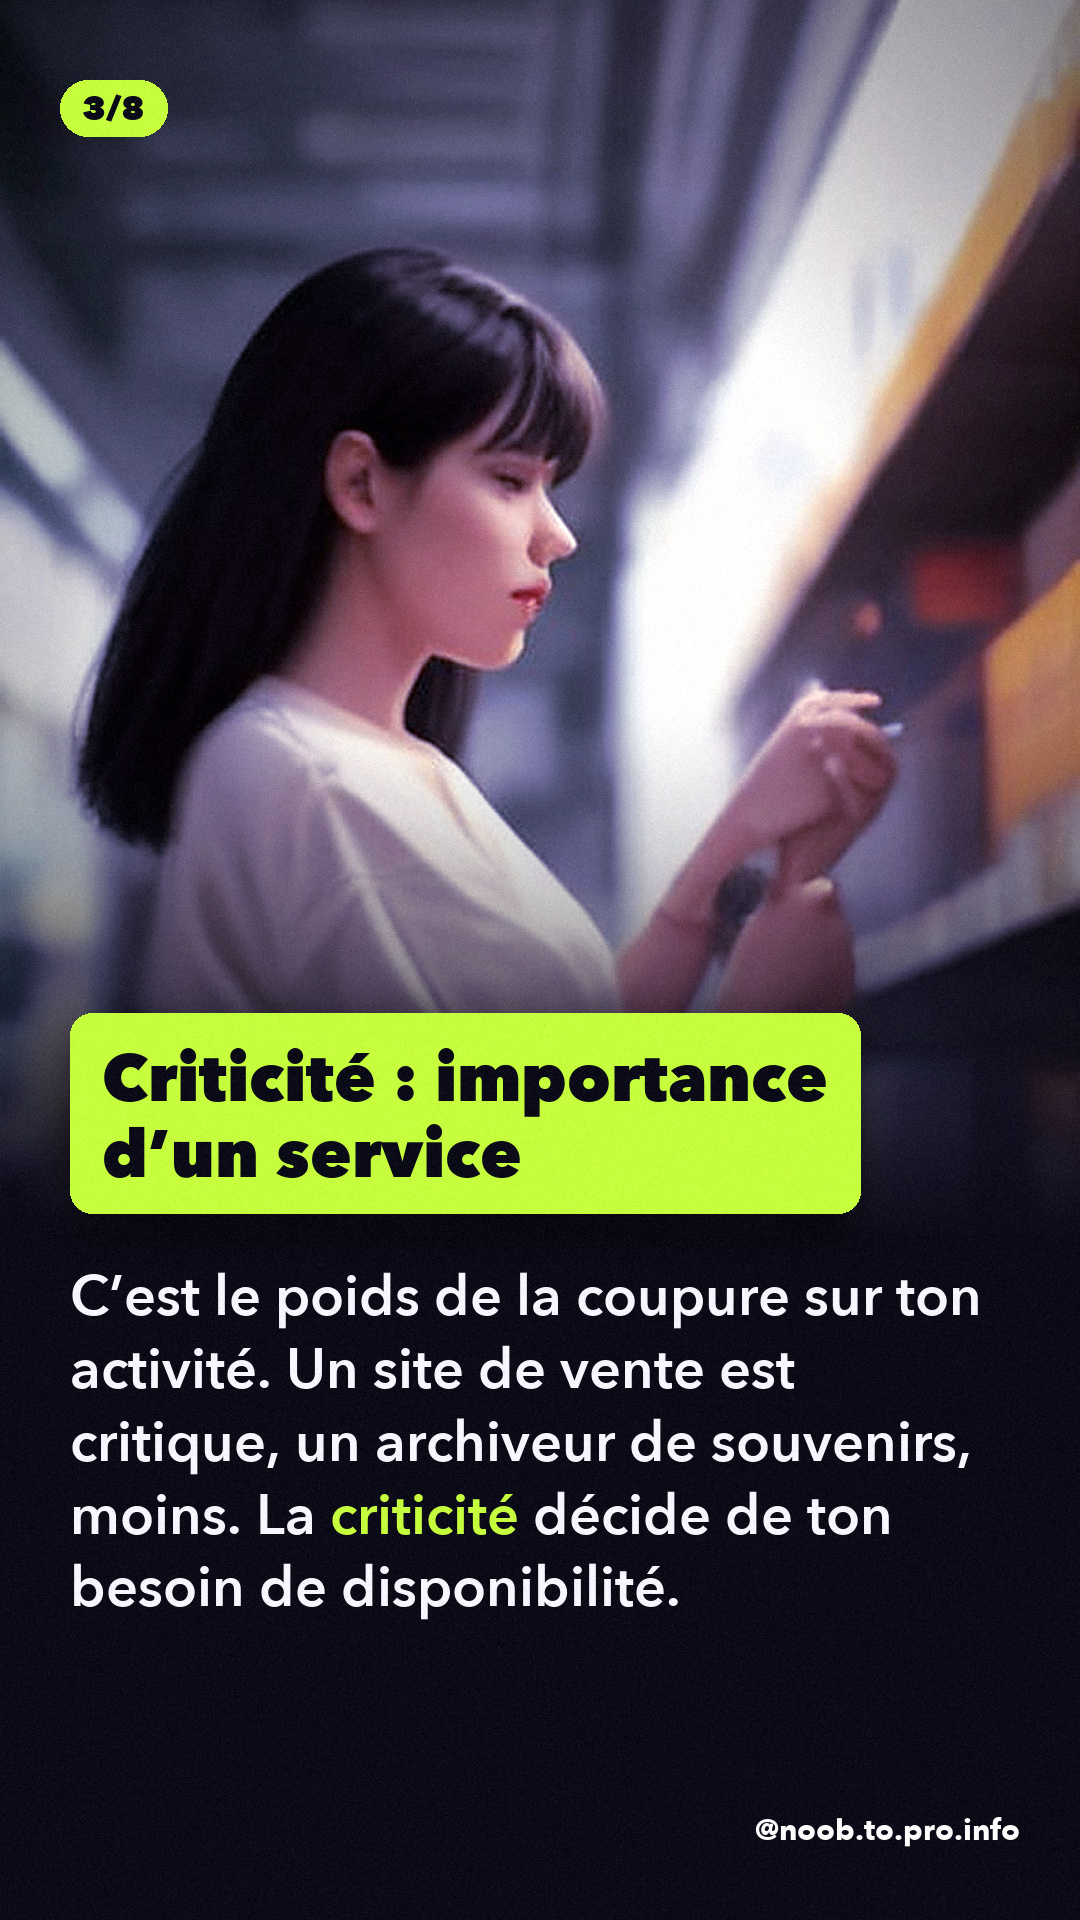 3/8
Criticité : importance
d’un service
C’est le poids de la coupure sur ton
activité. Un site de vente est
critique, un archiveur de souvenirs,
moins. La criticité décide de ton
besoin de disponibilité.
@noob.to.pro.info